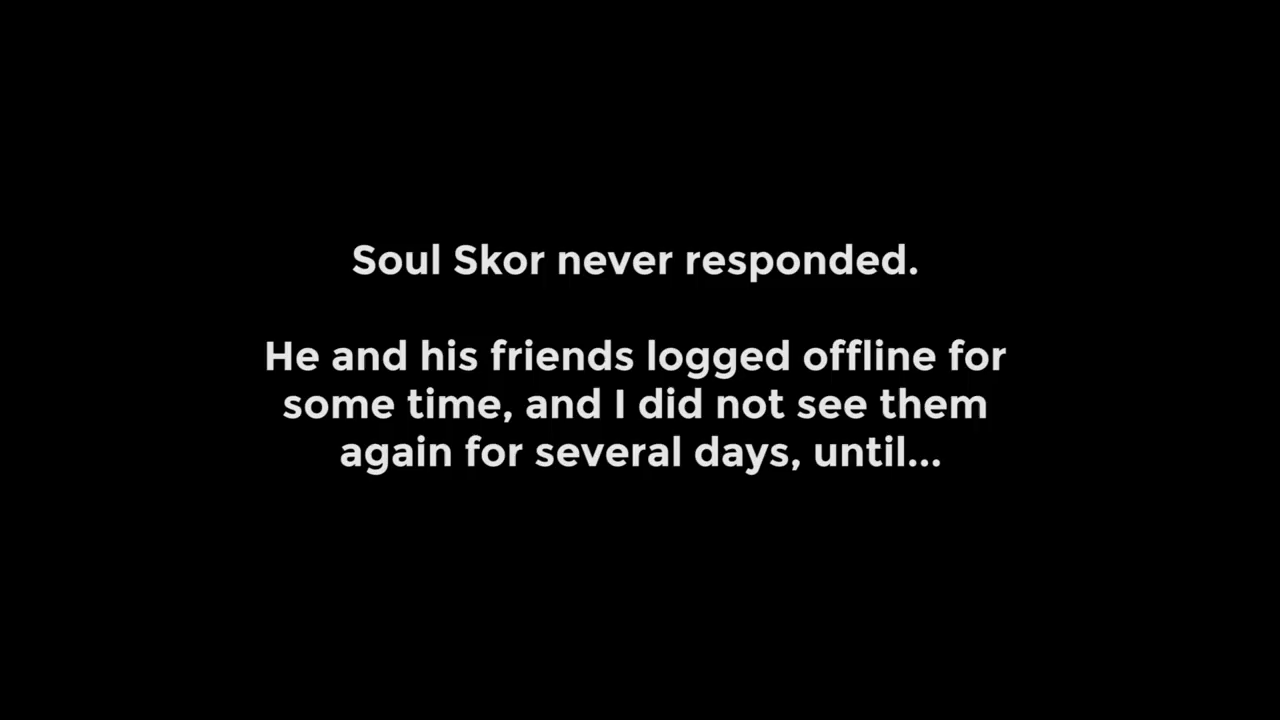 Soul Skor never responded.
He and his friends logged offline for
some time, and I did not see them
again for several days, until...